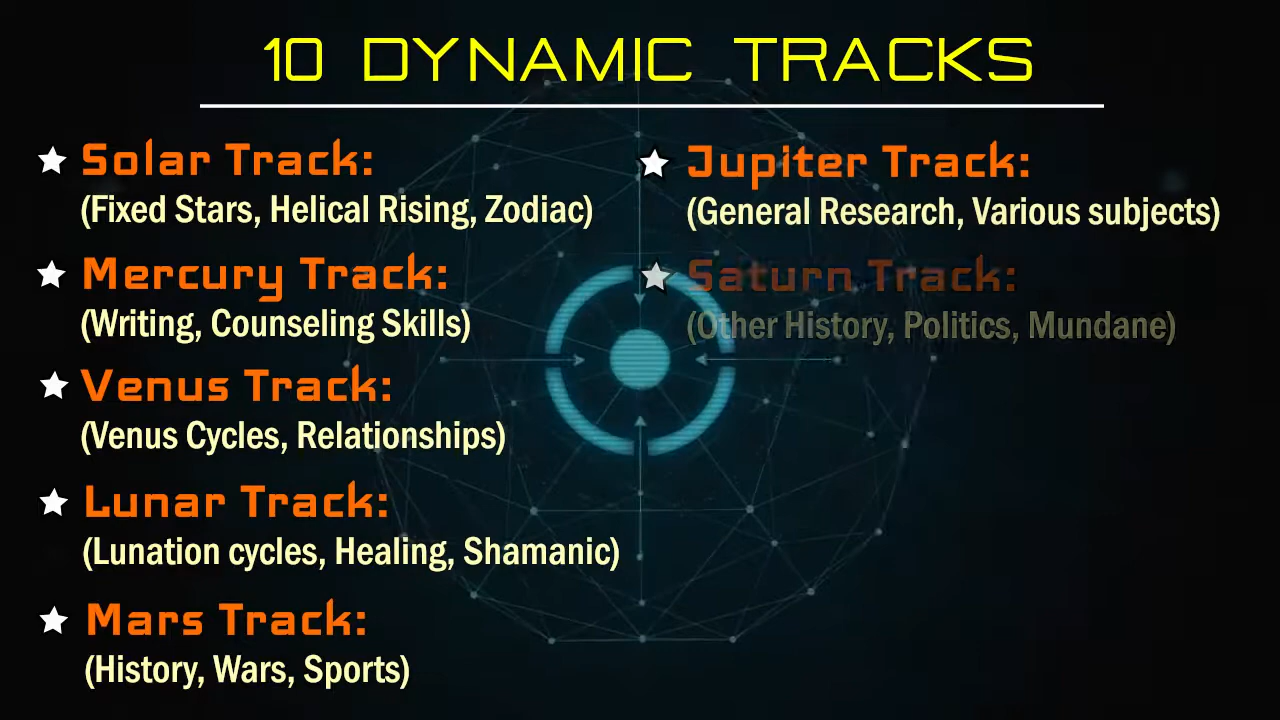 10 DYNAMIC TRACKS
Solar Track:
(Fixed Stars, Helical Rising, Zodiac)
Mercury Track:
(Writing, Counseling Skills)
Venus Track:
(Venus Cycles, Relationships)
Lunar Track:
(Lunation cycles, Healing, Shamanic)
Mars Track:
(History, Wars, Sports)
Jupiter Track:
(General Research, Various subjects)
Saturn Track:
(Other History, Politics, Mundane)